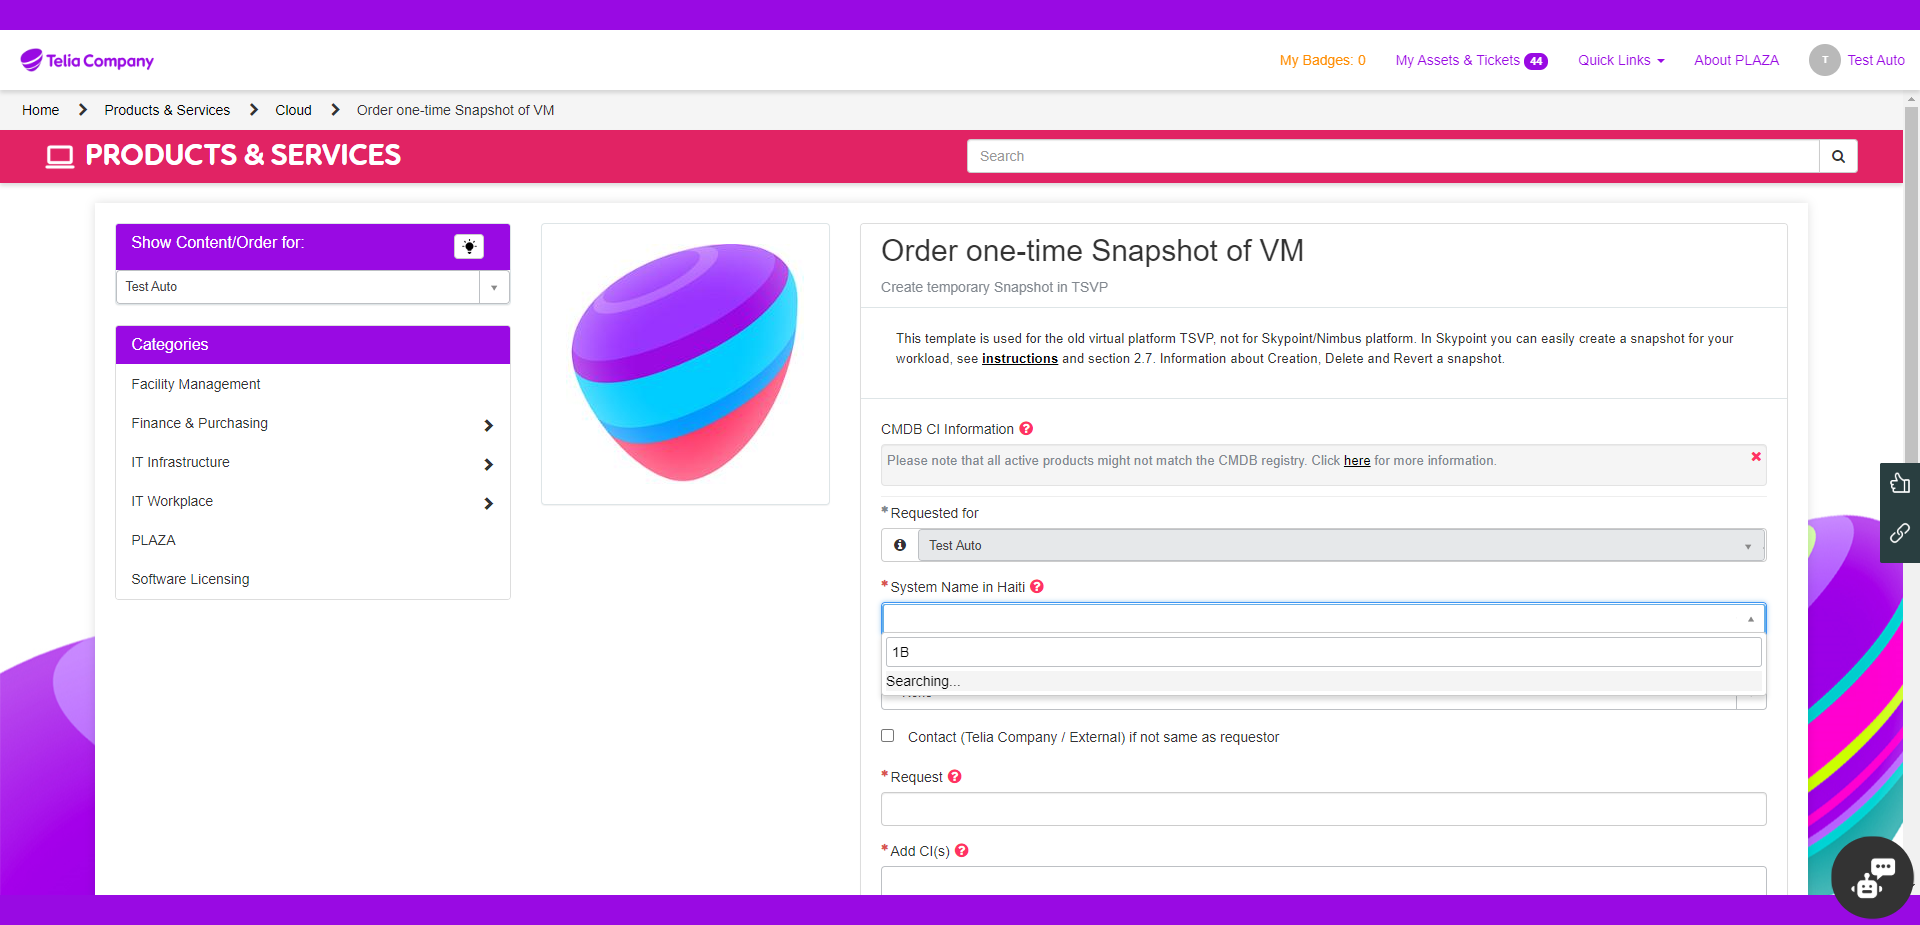 Telia Company
My Badges: 0
My Assets & Tickets 44
Quick Links
About PLAZA
T
Test Auto
Home
Products & Services
Cloud
Order one-time Snapshot of VM
PRODUCTS & SERVICES
Search
Show Content/Order for:
Test Auto
Categories
Facility Management
Finance & Purchasing
IT Infrastructure
IT Workplace
PLAZA
Software Licensing
Order one-time Snapshot of VM
Create temporary Snapshot in TSVP
This template is used for the old virtual platform TSVP, not for Skypoint/Nimbus platform. In Skypoint you can easily create a snapshot for your
workload, see instructions and section 2.7. Information about Creation, Delete and Revert a snapshot.
CMDB CI Information
Please note that all active products might not match the CMDB registry. Click here for more information.
*Requested for
Test Auto
*System Name in Haiti
1B
Searching...
Contact (Telia Company / External) if not same as requestor
*Request
*Add CI(s)